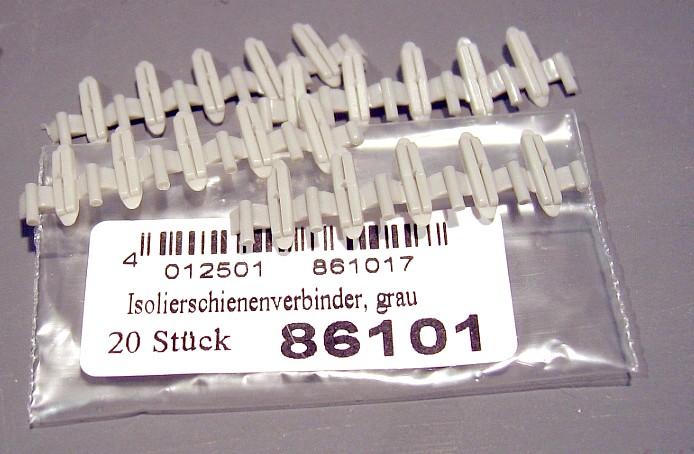 4 012501 861017
Isolierschienenverbinder, grau
20 Stück 86101